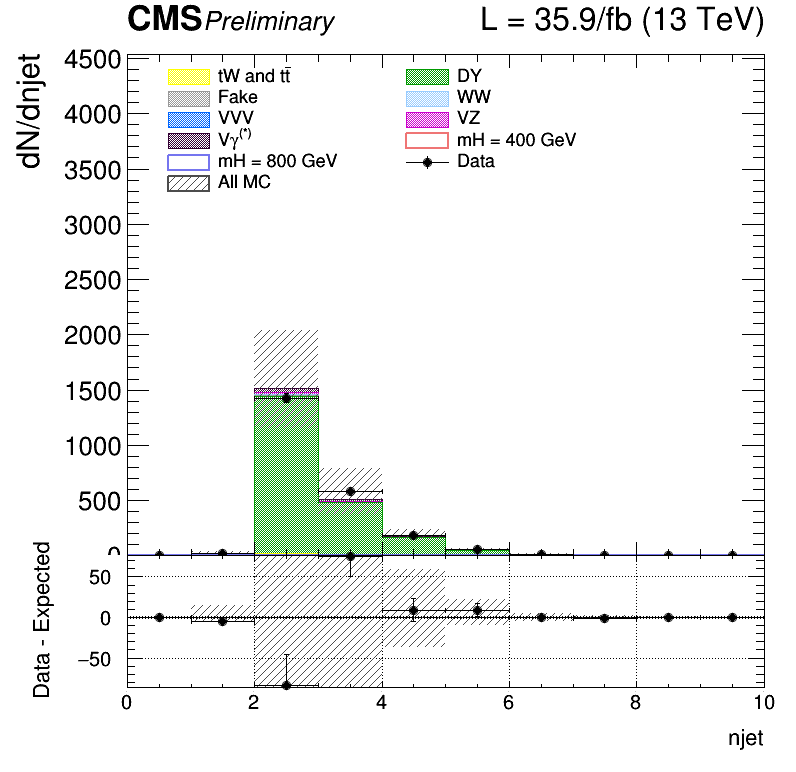 CMS Preliminary L = 35.9/fb (13 TeV)
dN/dnjet
4500
4000
3500
3000
2500
2000
1500
1000
500
0
tW and tt̄ DY
Fake WW
VVV VZ
Vγ(*) mH = 400 GeV
mH = 800 GeV Data
All MC
Data - Expected
50
0
−50
0 2 4 6 8 10
njet